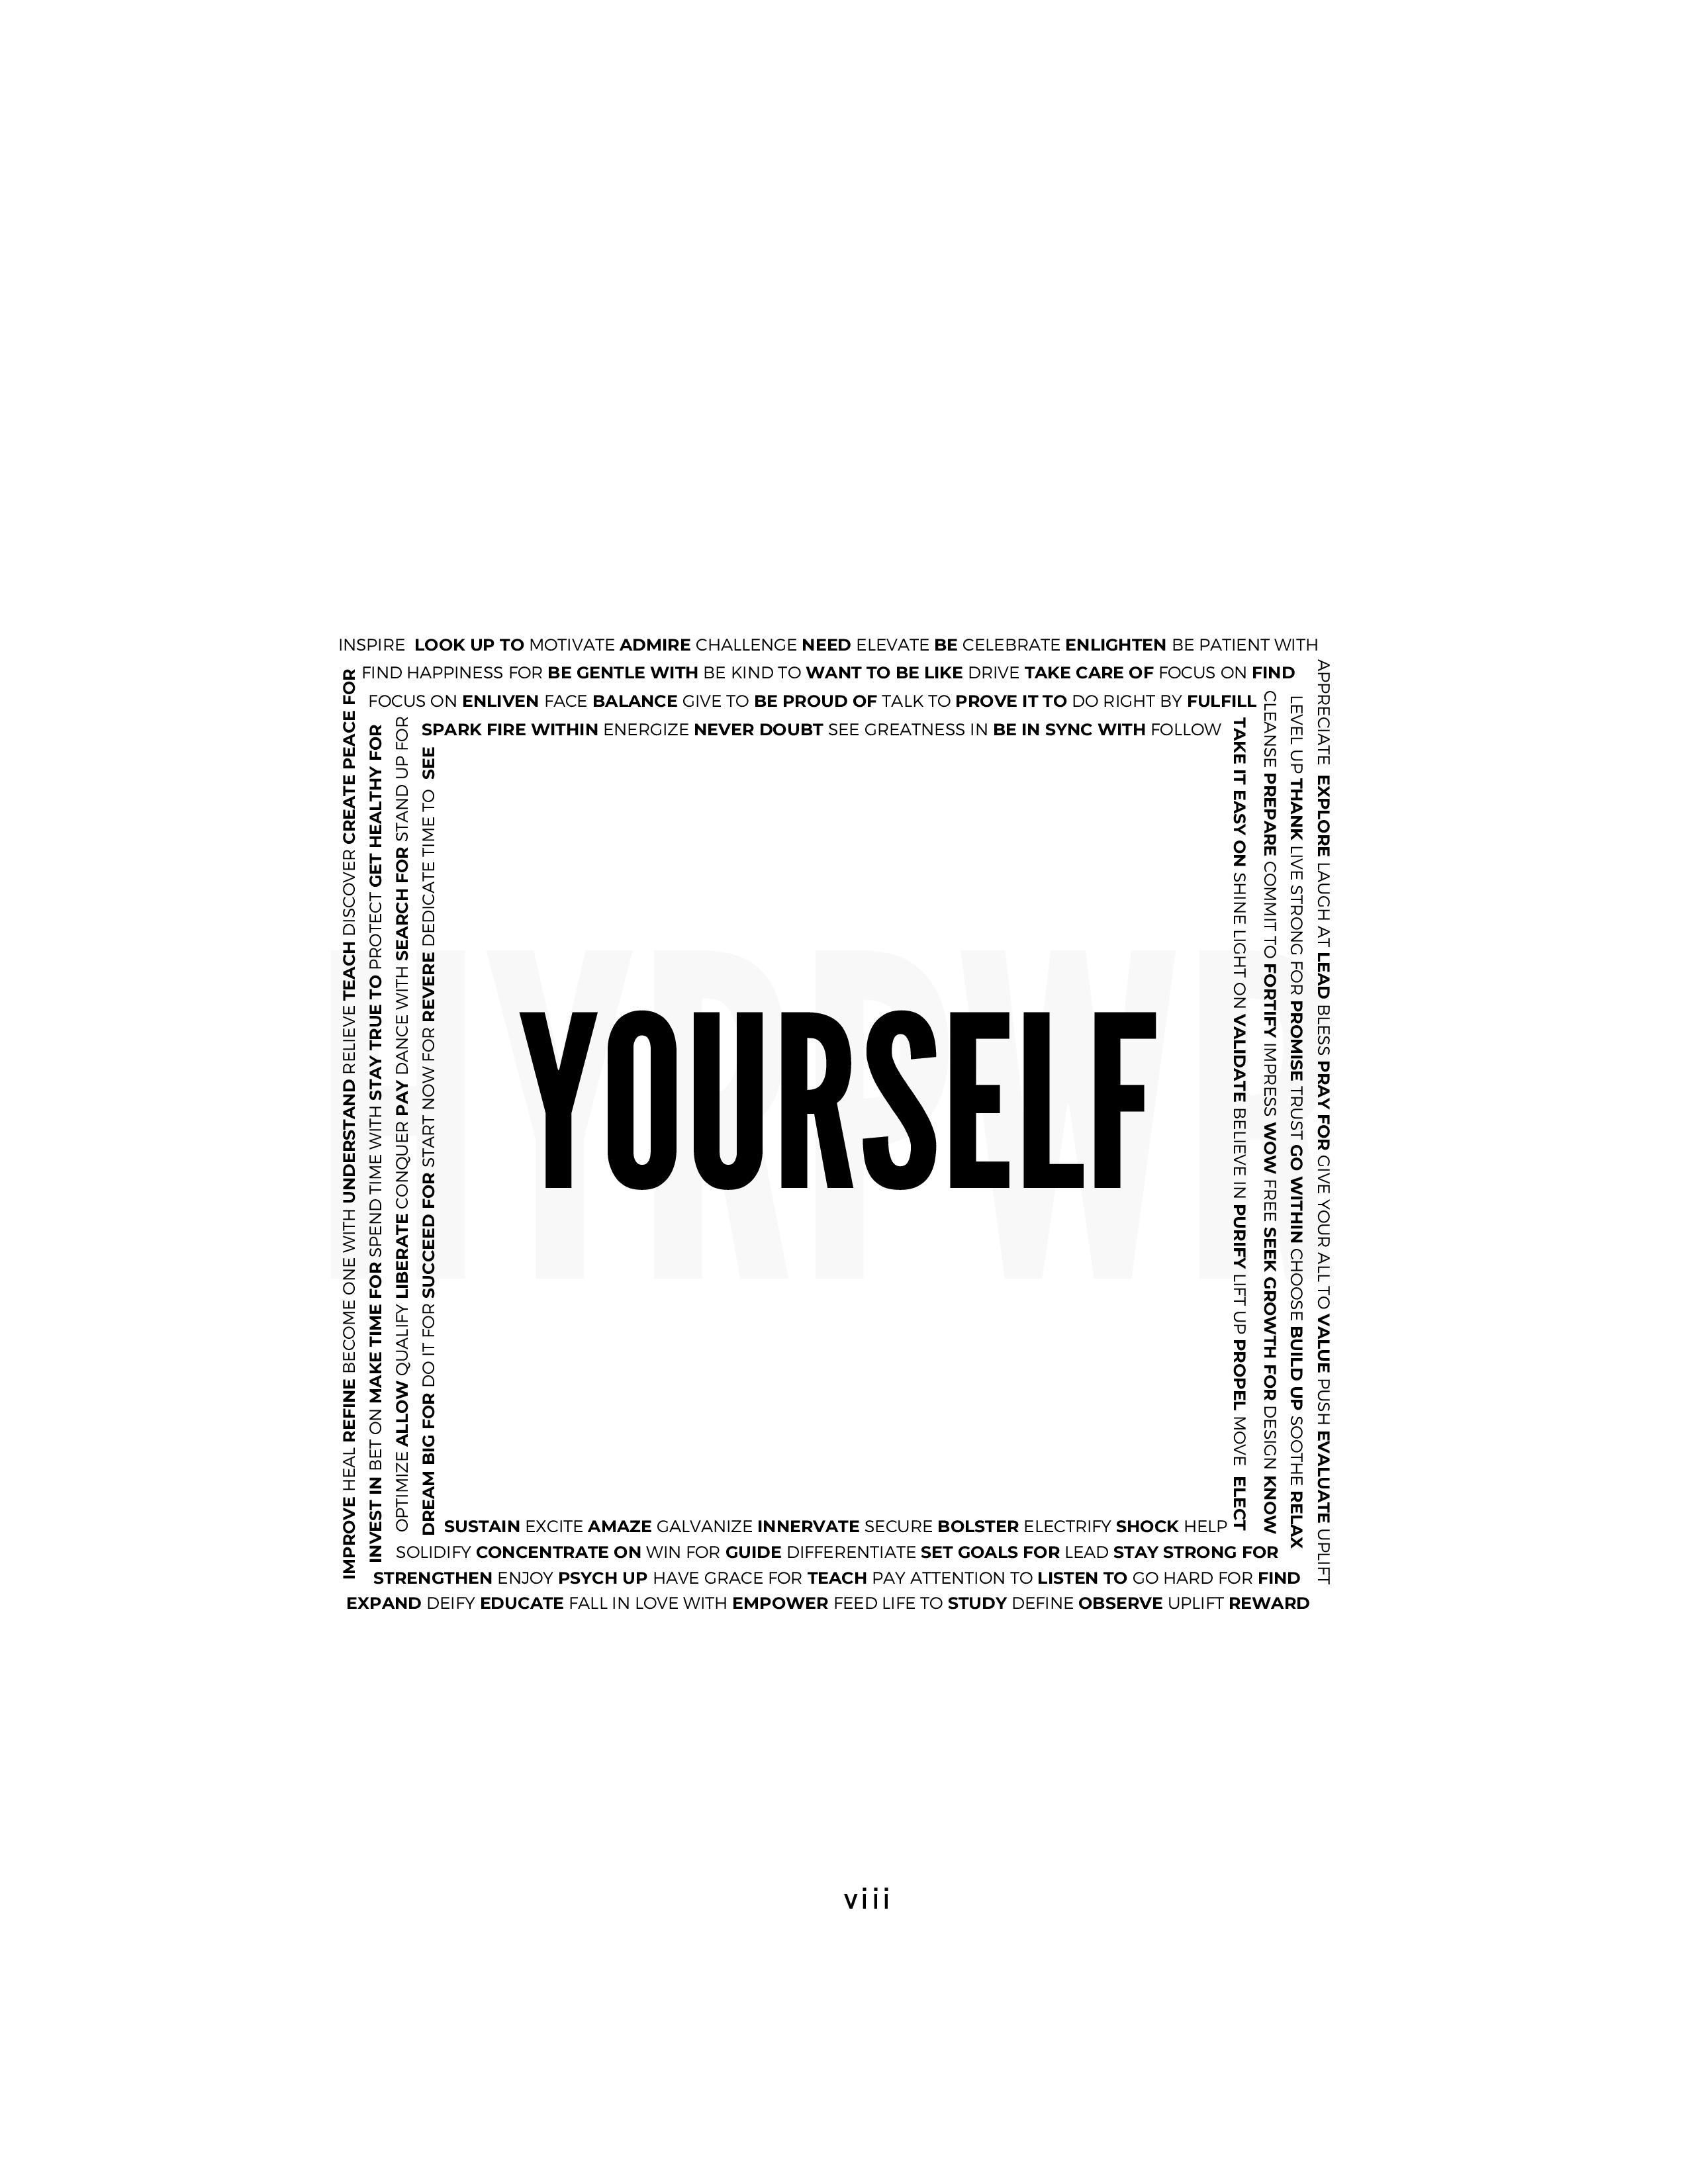 INSPIRE LOOK UP TO MOTIVATE ADMIRE CHALLENGE NEED ELEVATE BE CELEBRATE ENLIGHTEN BE PATIENT WITH
FIND HAPPINESS FOR BE GENTLE WITH BE KIND TO WANT TO BE LIKE DRIVE TAKE CARE OF FOCUS ON FIND
FOCUS ON ENLIVEN FACE BALANCE GIVE TO BE PROUD OF TALK TO PROVE IT TO DO RIGHT BY FULFILL
SPARK FIRE WITHIN ENERGIZE NEVER DOUBT SEE GREATNESS IN BE IN SYNC WITH FOLLOW
IMPROVE HEAL REFINE BECOME ONE WITH UNDERSTAND RELIEVE TEACH DISCOVER CREATE PEACE FOR
INVEST IN BET ON MAKE TIME FOR SPEND TIME WITH STAY TRUE TO PROTECT GET HEALTHY FOR
OPTIMIZE ALLOW QUALIFY LIBERATE CONQUER PAY DANCE WITH SEARCH FOR STAND UP FOR
DREAM BIG FOR DO IT FOR SUCCEED FOR START NOW FOR REVERE DEDICATE TIME TO SEE
YOURSELF
TAKE IT EASY ON SHINE LIGHT ON VALIDATE BELIEVE IN PURIFY LIFT UP PROPEL MOVE ELECT
CLEANSE PREPARE COMMIT TO FORTIFY IMPRESS WOW FREE SEEK GROWTH FOR DESIGN KNOW
LEVEL UP THANK LIVE STRONG FOR PROMISE TRUST GO WITHIN CHOOSE BUILD UP SOOTHE RELAX
APPRECIATE EXPLORE LAUGH AT LEAD BLESS PRAY FOR GIVE YOUR ALL TO VALUE PUSH EVALUATE UPLIFT
SUSTAIN EXCITE AMAZE GALVANIZE INNERVATE SECURE BOLSTER ELECTRIFY SHOCK HELP
SOLIDIFY CONCENTRATE ON WIN FOR GUIDE DIFFERENTIATE SET GOALS FOR LEAD STAY STRONG FOR
STRENGTHEN ENJOY PSYCH UP HAVE GRACE FOR TEACH PAY ATTENTION TO LISTEN TO GO HARD FOR FIND
EXPAND DEIFY EDUCATE FALL IN LOVE WITH EMPOWER FEED LIFE TO STUDY DEFINE OBSERVE UPLIFT REWARD
viii